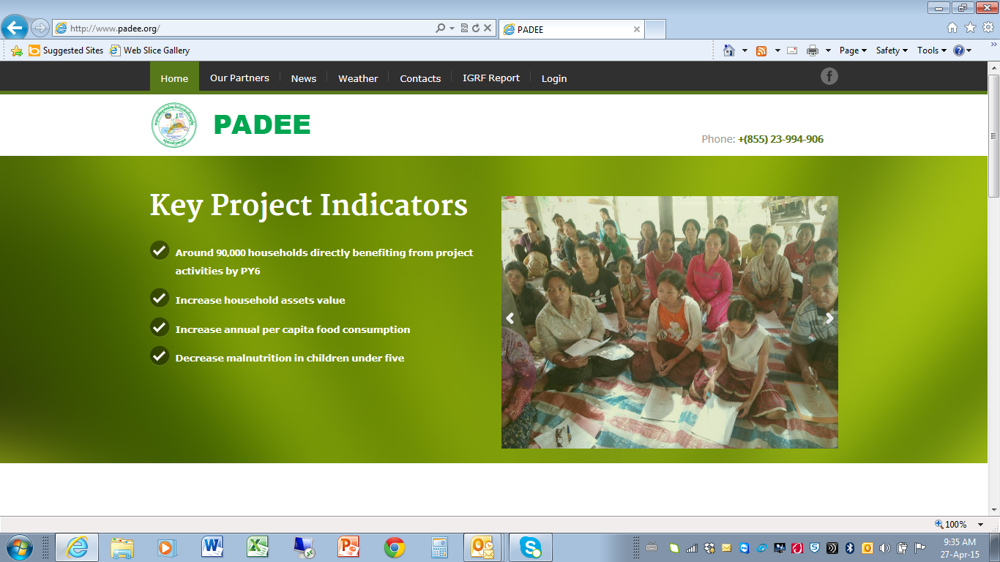 http://www.padee.org/
PADEE
Suggested Sites
Web Slice Gallery
Page
Safety
Tools
Home
Our Partners
News
Weather
Contacts
IGRF Report
Login
PADEE
Phone: +(855) 23-994-906
Key Project Indicators
Around 90,000 households directly benefiting from project
activities by PY6
Increase household assets value
Increase annual per capita food consumption
Decrease malnutrition in children under five
100%
9:35 AM
27-Apr-15